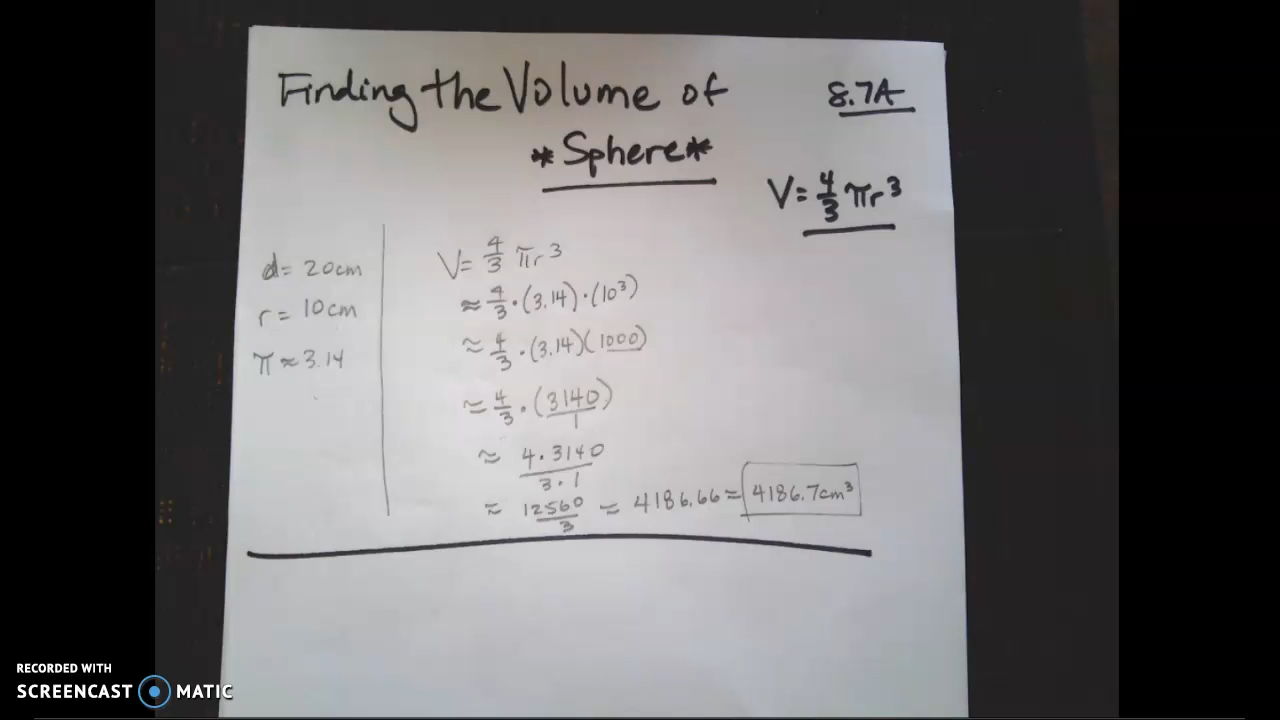 Finding the Volume of
*Sphere*
8.7A
V=4/3 πr³
d= 20cm
r= 10cm
π≈3.14
V= 4/3 πr³
≈ 4/3 · (3.14) · (10³)
≈ 4/3 · (3.14)(1000)
≈ 4/3 · (3140/1)
≈ 4·3140/3·1
≈ 12560/3 ≈ 4186.66 = 4186.7cm³
RECORDED WITH
SCREENCAST MATIC